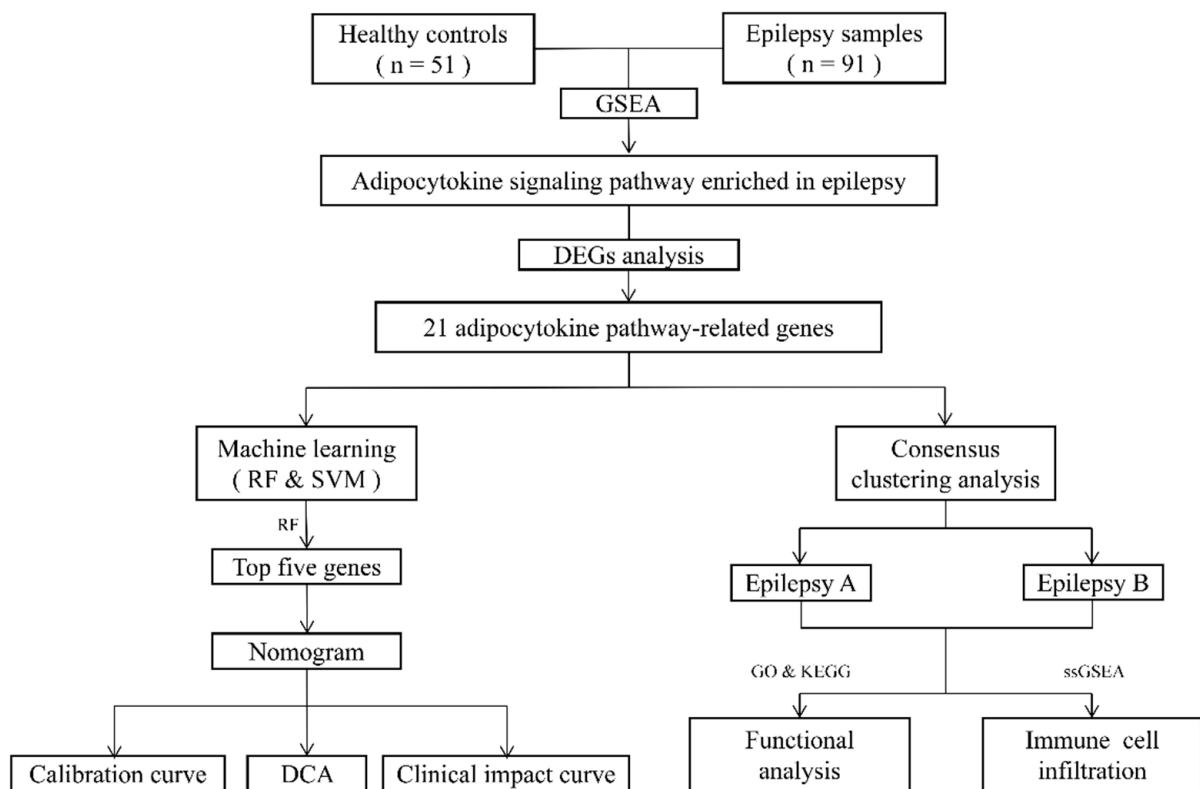 Healthy controls
( n = 51 )
Epilepsy samples
( n = 91 )
GSEA
Adipocytokine signaling pathway enriched in epilepsy
DEGs analysis
21 adipocytokine pathway-related genes
Machine learning
( RF & SVM )
RF
Top five genes
Nomogram
Calibration curve
DCA
Clinical impact curve
Consensus
clustering analysis
Epilepsy A
Epilepsy B
GO & KEGG
ssGSEA
Functional
analysis
Immune cell
infiltration